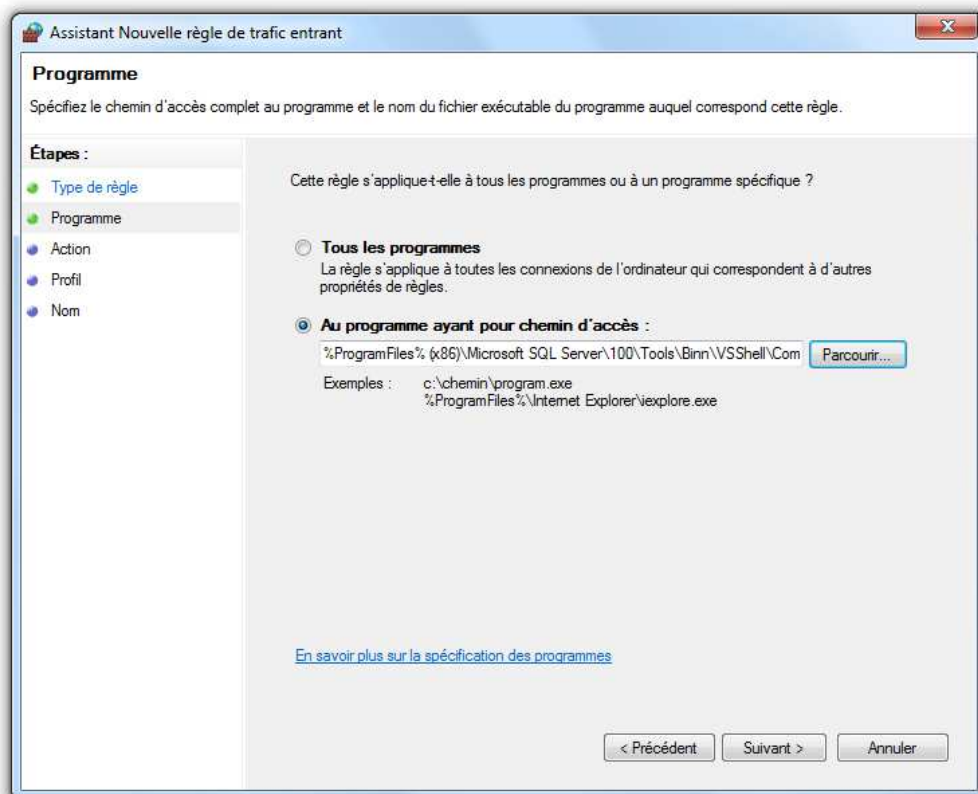 Assistant Nouvelle règle de trafic entrant
Programme
Spécifiez le chemin d'accès complet au programme et le nom du fichier exécutable du programme auquel correspond cette règle.
Étapes :
Type de règle
Programme
Action
Profil
Nom
Cette règle s'applique-t-elle à tous les programmes ou à un programme spécifique ?
Tous les programmes
La règle s'applique à toutes les connexions de l'ordinateur qui correspondent à d'autres
propriétés de règles.
Au programme ayant pour chemin d'accès :
%ProgramFiles% (x86)\Microsoft SQL Server\100\Tools\Binn\VSShell\Com
Parcourir...
Exemples :
c:\chemin\program.exe
%ProgramFiles%\Internet Explorer\iexplore.exe
En savoir plus sur la spécification des programmes
< Précédent
Suivant >
Annuler